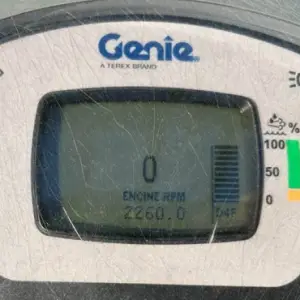 Genie
A TEREX BRAND
%
100
50
0
0
ENGINE RPM
2260.0